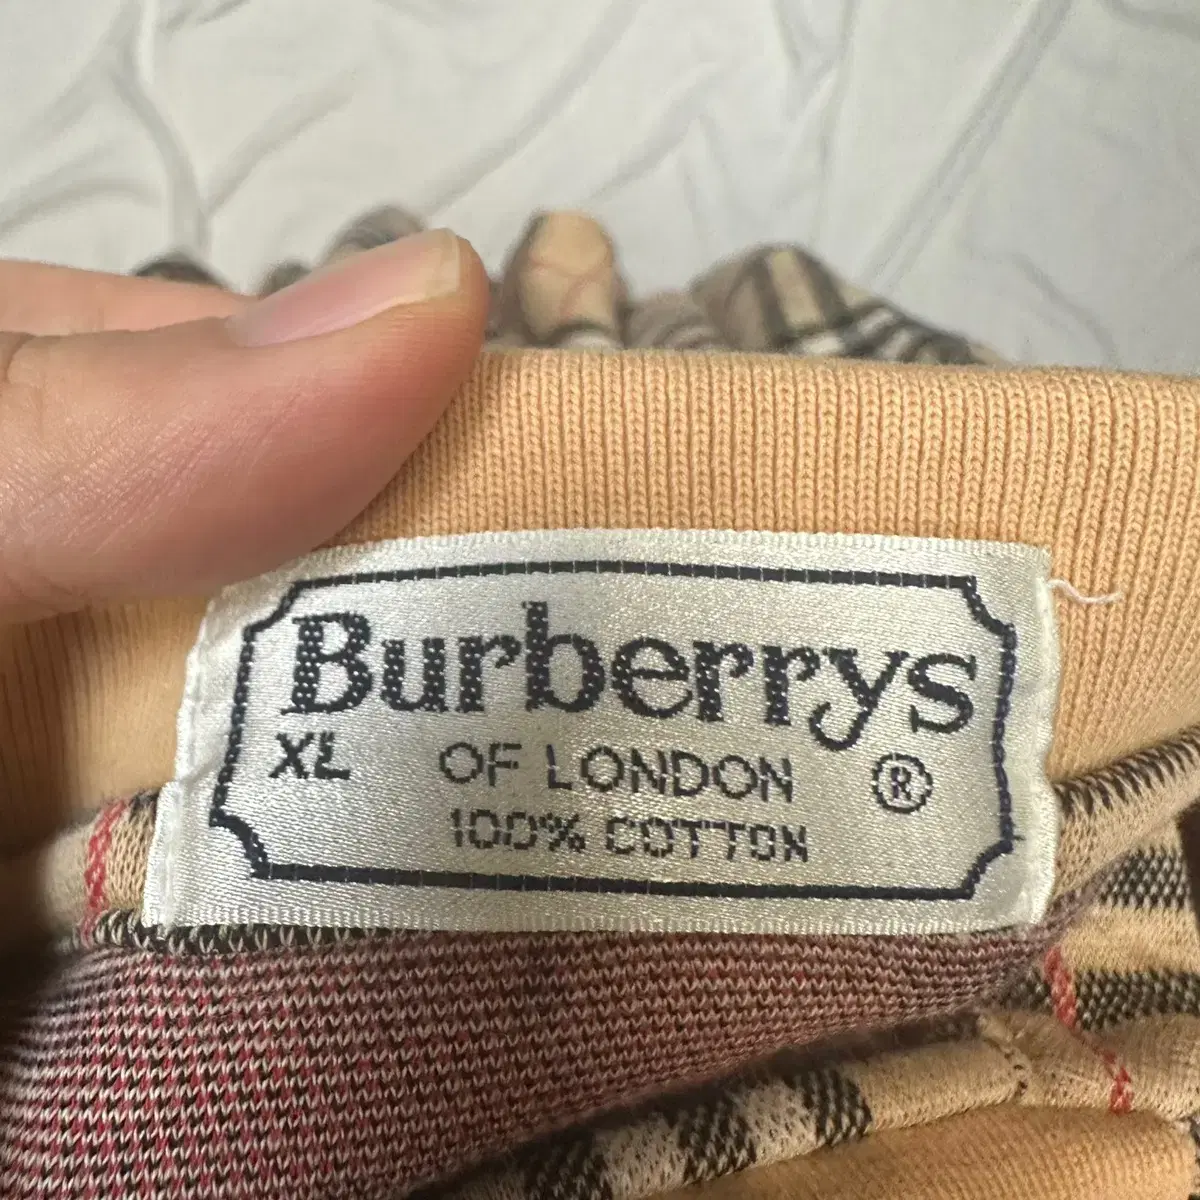 Burberrys
XL OF LONDON ®
100% COTTON